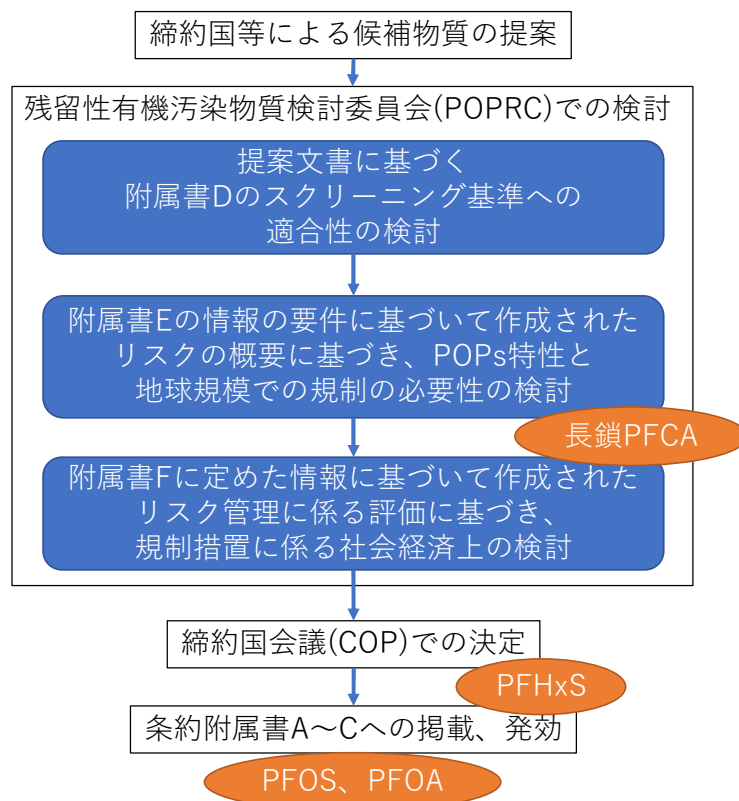 締約国等による候補物質の提案
残留性有機汚染物質検討委員会(POPRC)での検討
提案文書に基づく
附属書Dのスクリーニング基準への
適合性の検討
附属書Eの情報の要件に基づいて作成された
リスクの概要に基づき、POPs特性と
地球規模での規制の必要性の検討
長鎖PFCA
附属書Fに定めた情報に基づいて作成された
リスク管理に係る評価に基づき、
規制措置に係る社会経済上の検討
締約国会議(COP)での決定
PFHxS
条約附属書A～Cへの掲載、発効
PFOS、PFOA